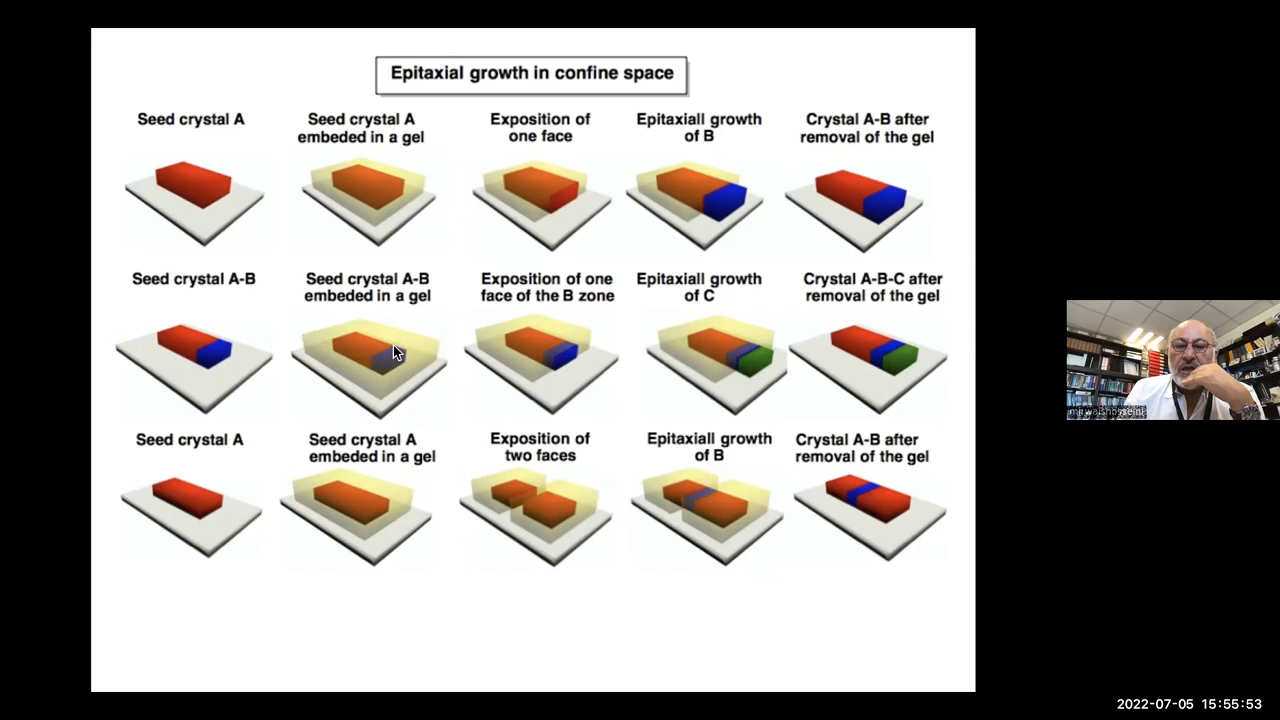 Epitaxial growth in confine space
Seed crystal A
Seed crystal A
embeded in a gel
Exposition of
one face
Epitaxiall growth
of B
Crystal A-B after
removal of the gel
Seed crystal A-B
Seed crystal A-B
embeded in a gel
Exposition of one
face of the B zone
Epitaxiall growth
of C
Crystal A-B-C after
removal of the gel
Seed crystal A
Seed crystal A
embeded in a gel
Exposition of
two faces
Epitaxiall growth
of B
Crystal A-B after
removal of the gel
2022-07-05 15:55:53